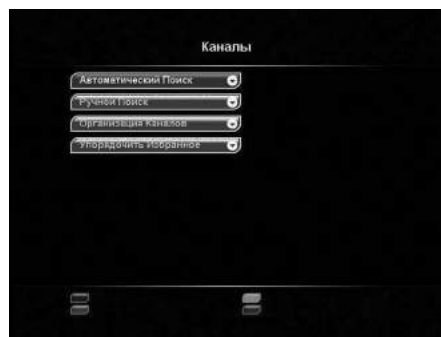 Каналы
Автоматический Поиск
Ручной Поиск
Организация Каналов
Упорядочить Избранное